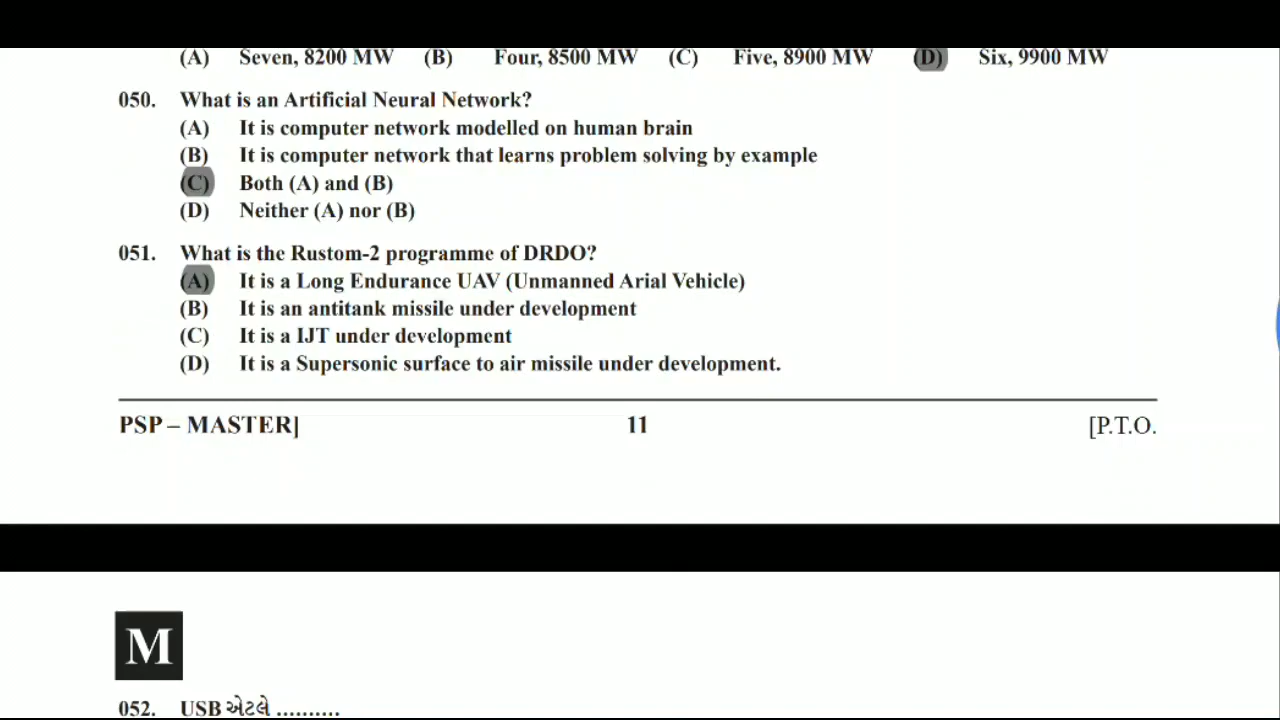 (A) Seven, 8200 MW (B) Four, 8500 MW (C) Five, 8900 MW (D) Six, 9900 MW
050. What is an Artificial Neural Network?
(A) It is computer network modelled on human brain
(B) It is computer network that learns problem solving by example
(C) Both (A) and (B)
(D) Neither (A) nor (B)
051. What is the Rustom-2 programme of DRDO?
(A) It is a Long Endurance UAV (Unmanned Arial Vehicle)
(B) It is an antitank missile under development
(C) It is a IJT under development
(D) It is a Supersonic surface to air missile under development.
PSP – MASTER] 11 [P.T.O.
M
052. USB એટલે ..........